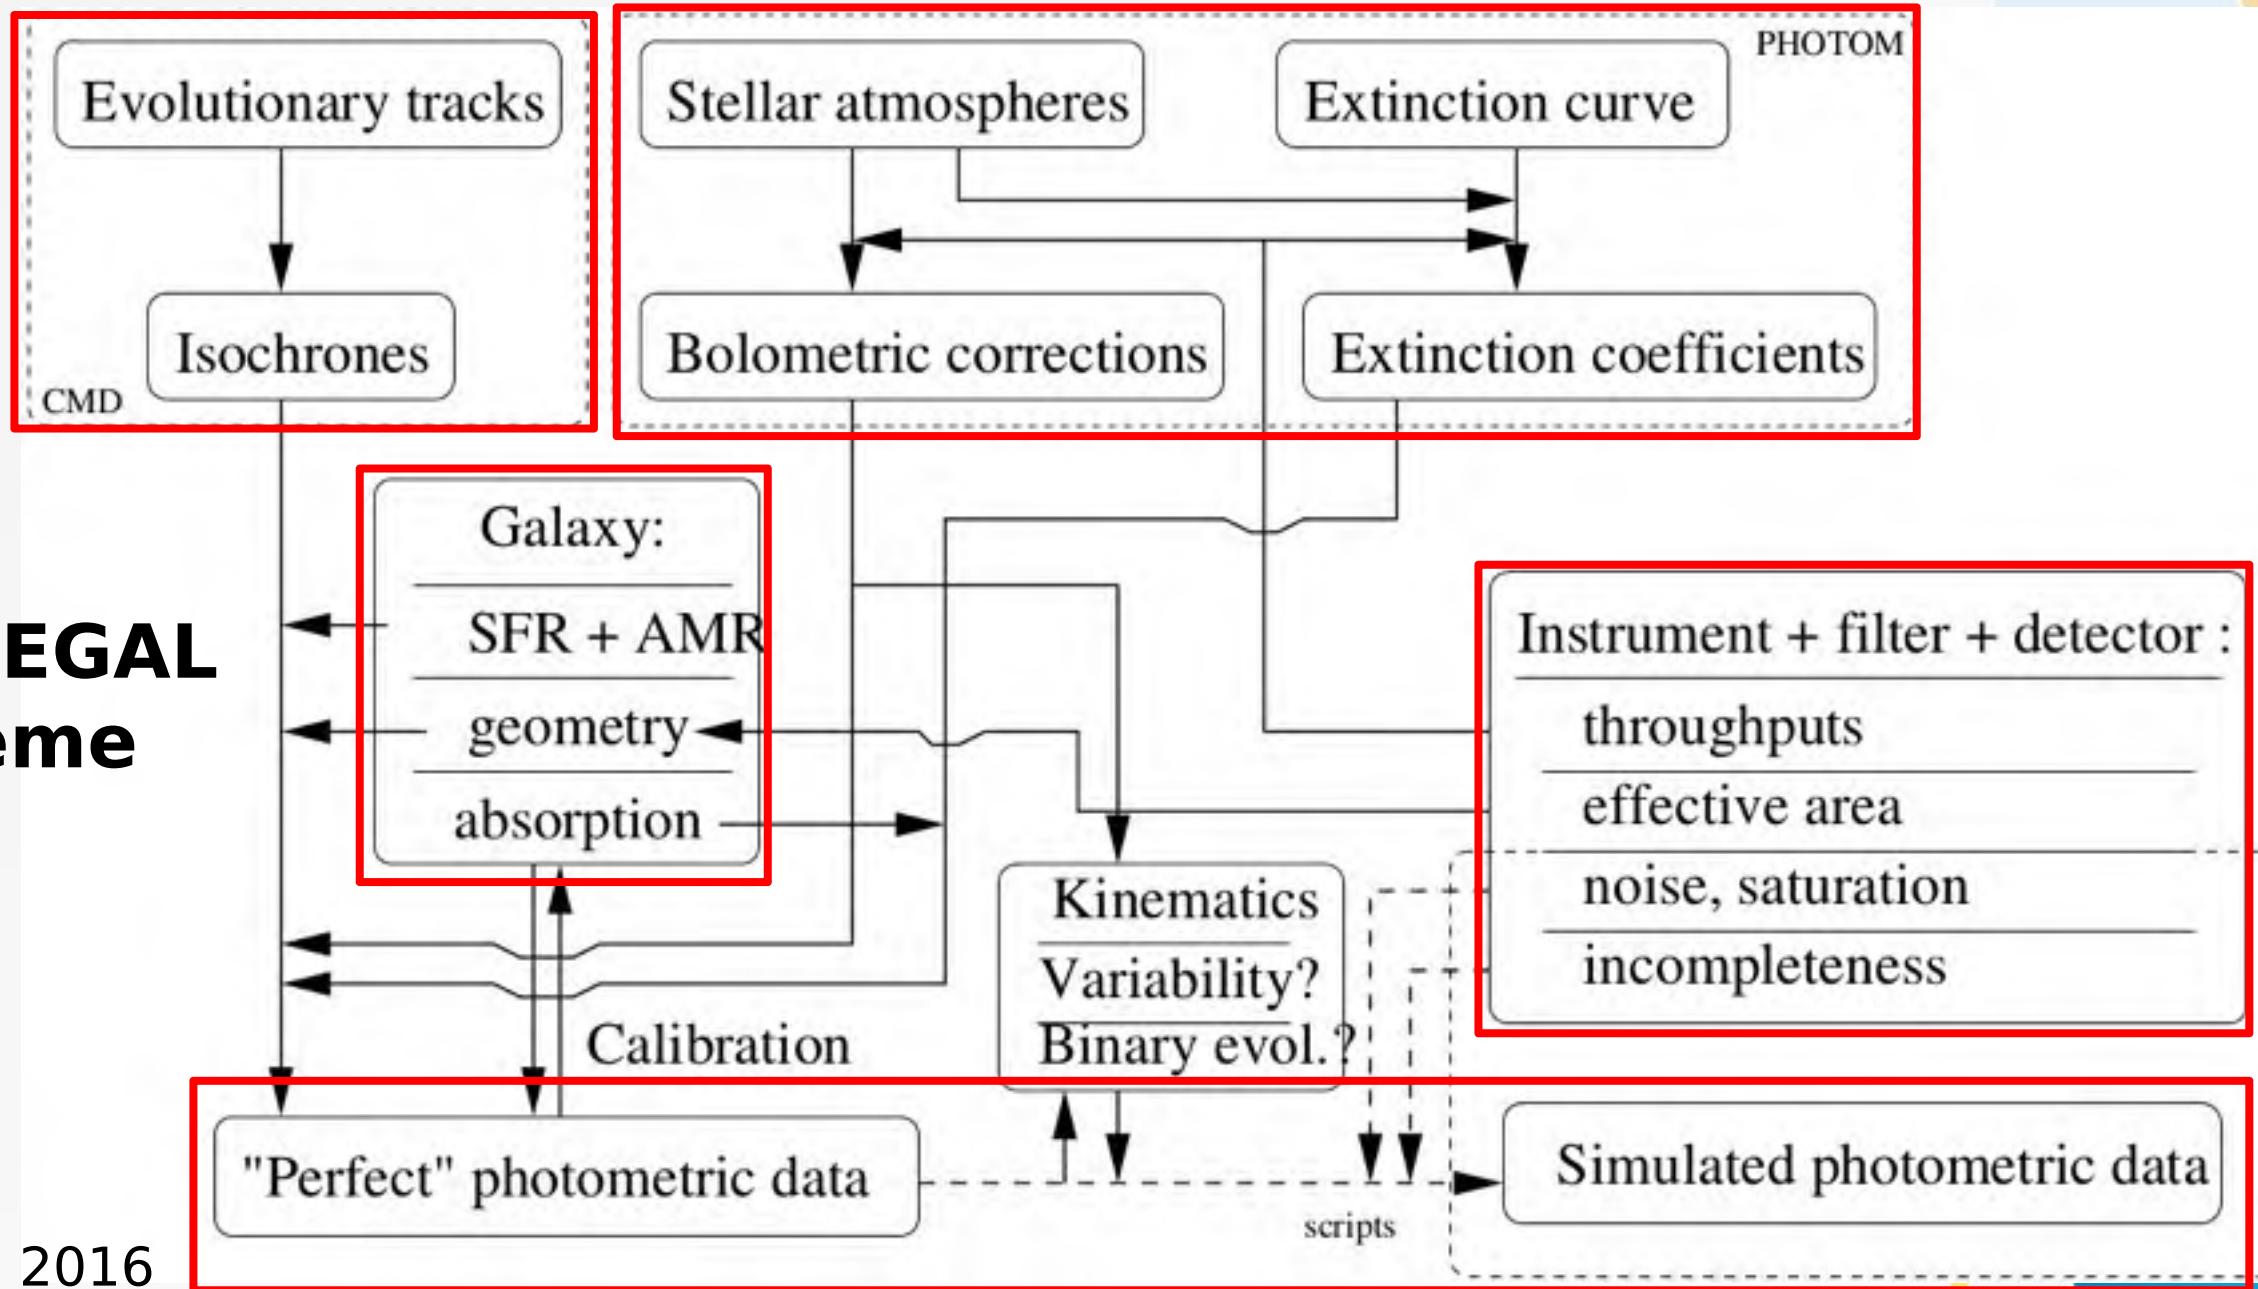 PHOTOM
Evolutionary tracks
Stellar atmospheres
Extinction curve
Isochrones
CMD
Bolometric corrections
Extinction coefficients
Galaxy:
SFR + AMR
geometry
absorption
EGAL
eme
Instrument + filter + detector :
throughputs
effective area
noise, saturation
incompleteness
Kinematics
Variability?
Binary evol.?
Calibration
"Perfect" photometric data
Simulated photometric data
scripts
2016